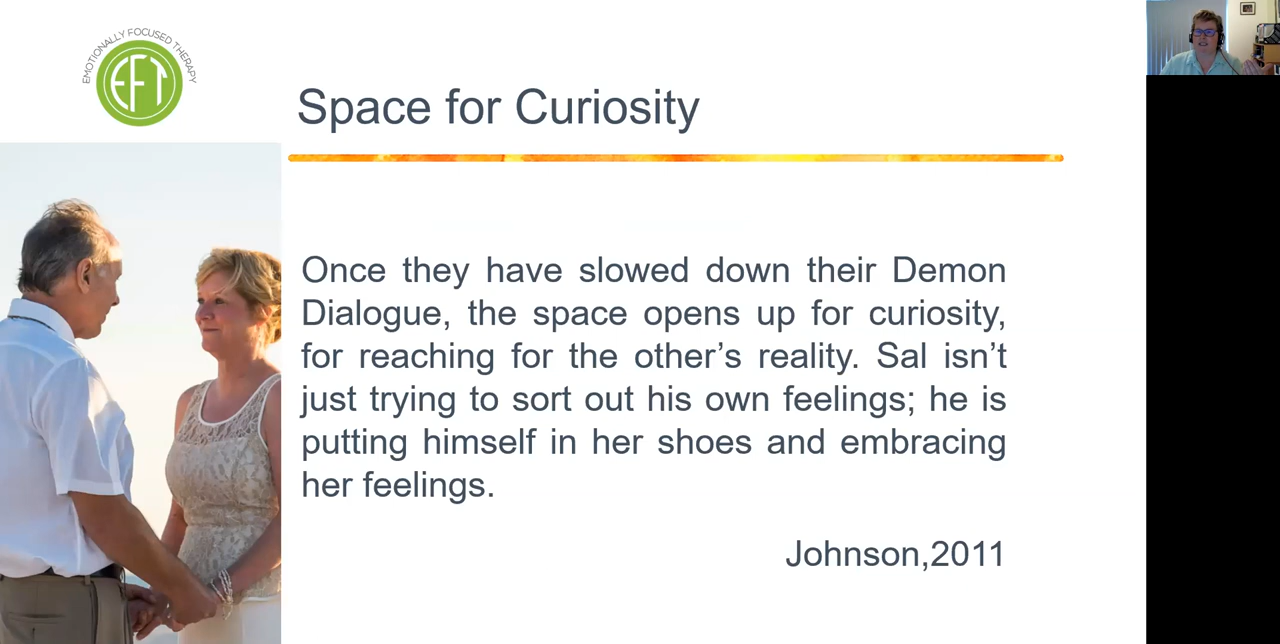 EMOTIONALLY FOCUSED THERAPY
EFT
Space for Curiosity
Once they have slowed down their Demon
Dialogue, the space opens up for curiosity,
for reaching for the other’s reality. Sal isn’t
just trying to sort out his own feelings; he is
putting himself in her shoes and embracing
her feelings.
Johnson,2011